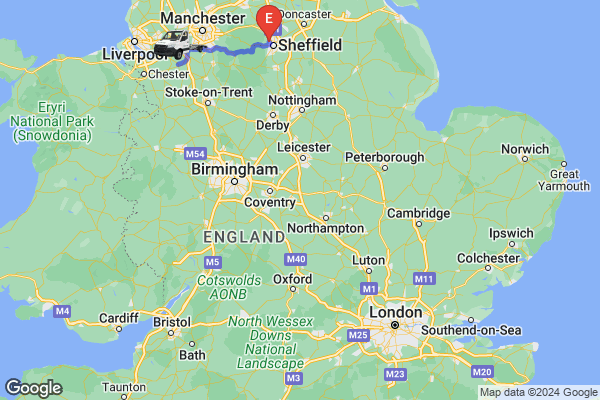 Manchester
Doncaster
E
Liverpool
Sheffield
Chester
Stoke-on-Trent
Eryri
National Park
(Snowdonia)
Nottingham
Derby
Leicester
M54
Peterborough
Norwich
Birmingham
Great
Yarmouth
Coventry
Cambridge
Northampton
ENGLAND
Ipswich
M40
M5
Luton
Colchester
M11
Cotswolds
AONB
Oxford
M1
M4
London
Cardiff
Bristol
North Wessex
Downs
National
Landscape
Southend-on-Sea
M25
Bath
M20
M3
M23
Taunton
Google
Google
Map data ©2024 Google